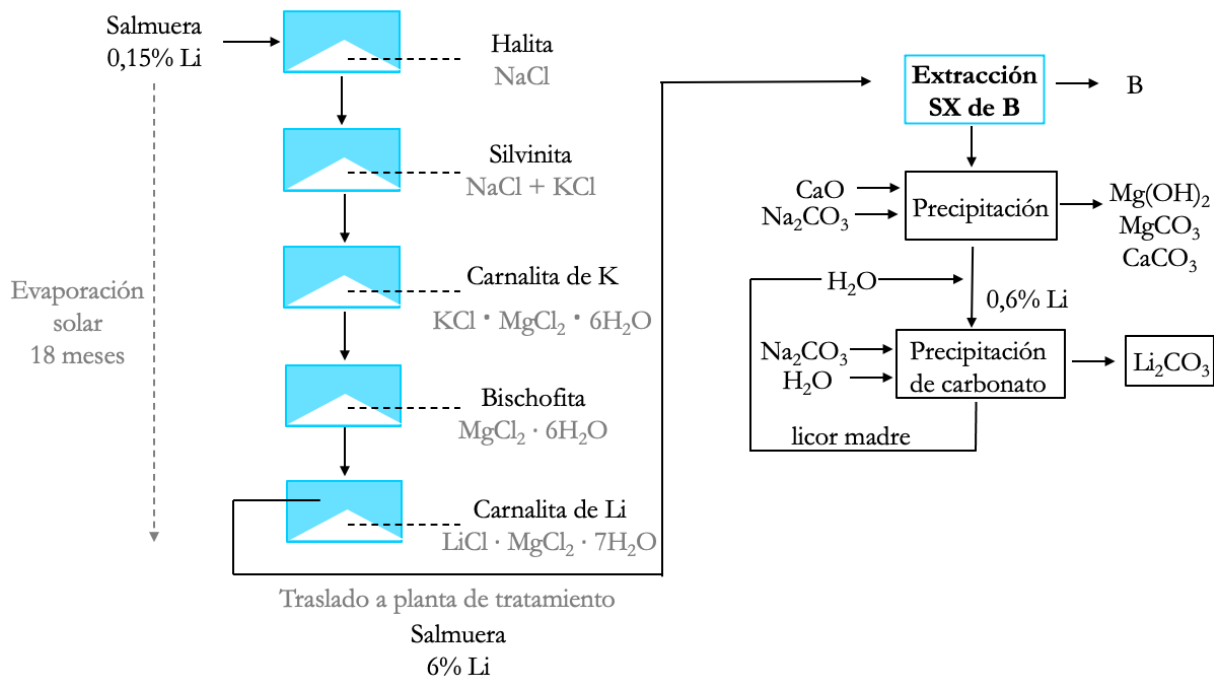 Salmuera
0,15% Li
Halita
NaCl
Silvinita
NaCl + KCl
Carnalita de K
KCl · MgCl₂ · 6H₂O
Evaporación
solar
18 meses
Bischofita
MgCl₂ · 6H₂O
Carnalita de Li
LiCl · MgCl₂ · 7H₂O
Traslado a planta de tratamiento
Salmuera
6% Li
Extracción
SX de B
B
CaO
Na₂CO₃
Precipitación
Mg(OH)₂
MgCO₃
CaCO₃
H₂O
0,6% Li
Na₂CO₃
H₂O
Precipitación
de carbonato
Li₂CO₃
licor madre